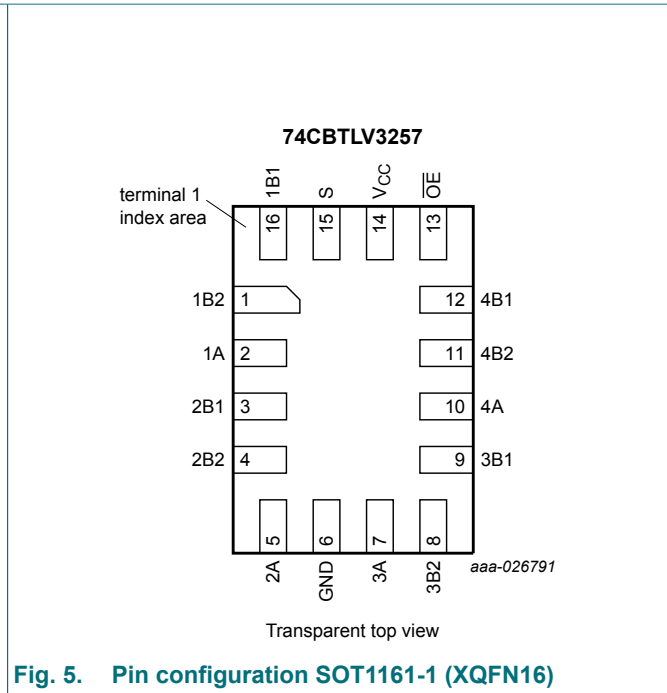 74CBTLV3257
terminal 1
index area
1B1
S
VCC
OE
16
15
14
13
1B2 1
12 4B1
1A 2
11 4B2
2B1 3
10 4A
2B2 4
9 3B1
5
6
7
8
2A
GND
3A
3B2
aaa-026791
Transparent top view
Fig. 5. Pin configuration SOT1161-1 (XQFN16)